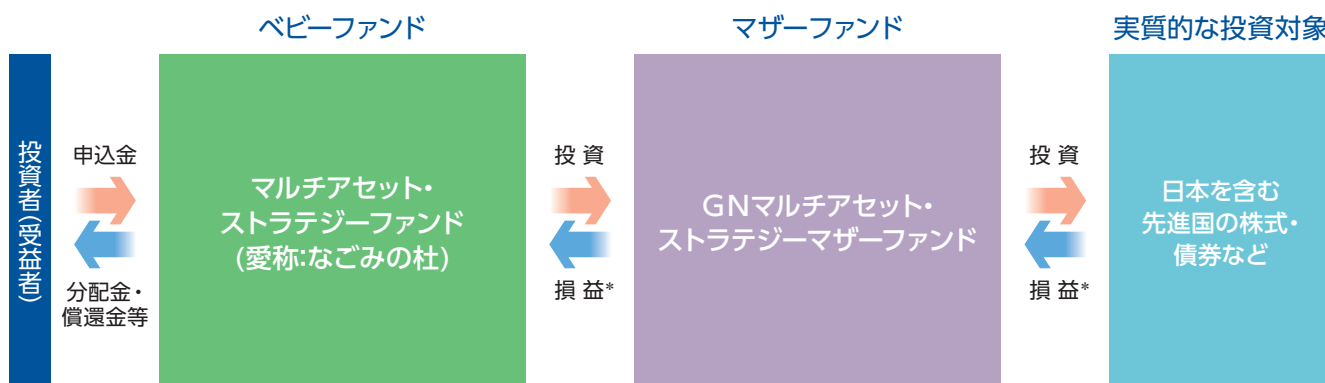 ベビーファンド
マザーファンド
実質的な投資対象
投資者(受益者)
申込金
分配金・
償還金等
マルチアセット・
ストラテジーファンド
(愛称:なごみの杜)
投 資
損 益*
GNマルチアセット・
ストラテジーマザーファンド
投 資
損 益*
日本を含む
先進国の株式・
債券など